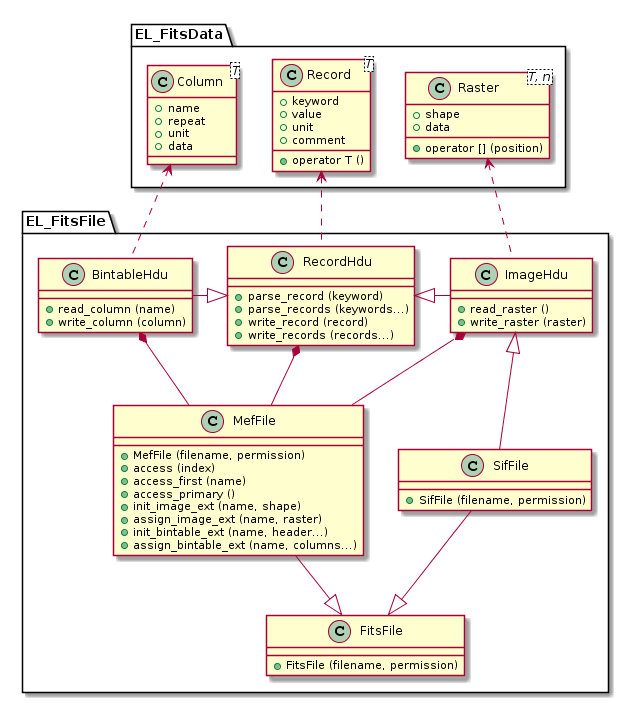 EL_FitsData
C Column T
name
repeat
unit
data
C Record T
keyword
value
unit
comment
operator T ()
C Raster T, n
shape
data
operator [] (position)
EL_FitsFile
C BintableHdu
read_column (name)
write_column (column)
C RecordHdu
parse_record (keyword)
parse_records (keywords...)
write_record (record)
write_records (records...)
C ImageHdu
read_raster ()
write_raster (raster)
C MefFile
MefFile (filename, permission)
access (index)
access_first (name)
access_primary ()
init_image_ext (name, shape)
assign_image_ext (name, raster)
init_bintable_ext (name, header...)
assign_bintable_ext (name, columns...)
C SifFile
SifFile (filename, permission)
C FitsFile
FitsFile (filename, permission)